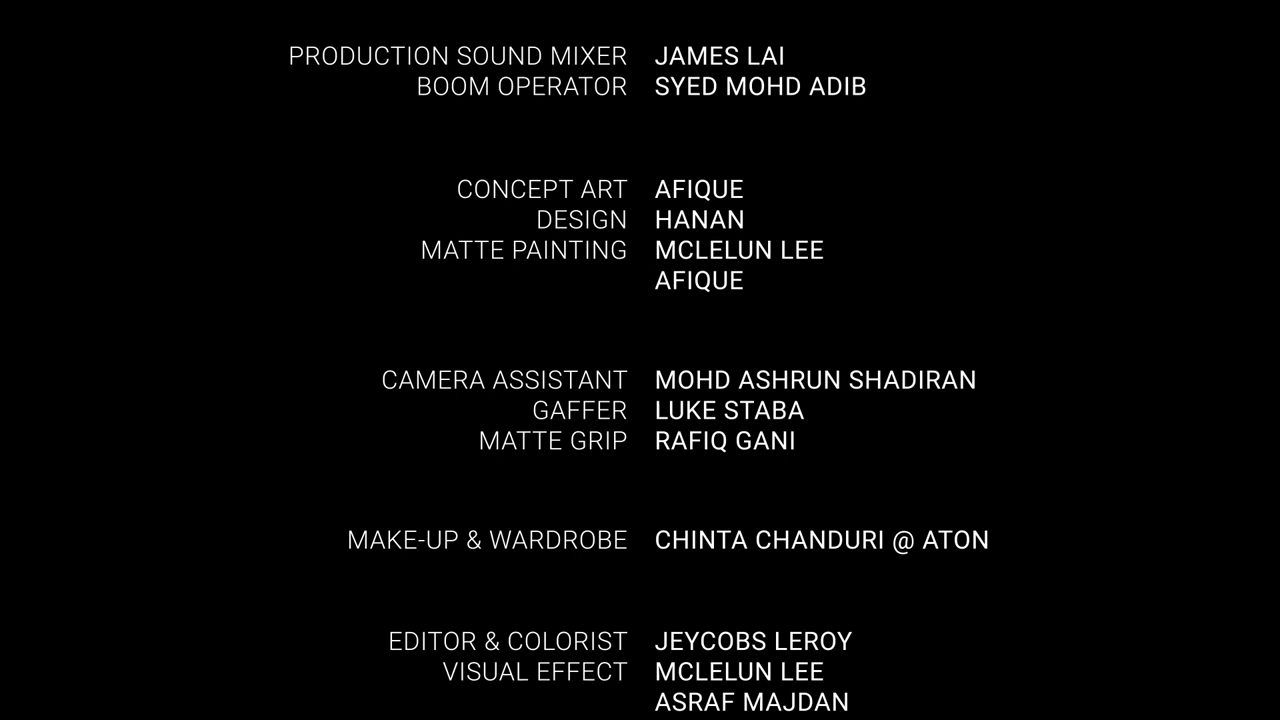 PRODUCTION SOUND MIXER JAMES LAI
BOOM OPERATOR SYED MOHD ADIB
CONCEPT ART AFIQUE
DESIGN HANAN
MATTE PAINTING MCLELUN LEE
AFIQUE
CAMERA ASSISTANT MOHD ASHRUN SHADIRAN
GAFFER LUKE STABA
MATTE GRIP RAFIQ GANI
MAKE-UP & WARDROBE CHINTA CHANDURI @ ATON
EDITOR & COLORIST JEYCOBS LEROY
VISUAL EFFECT MCLELUN LEE
ASRAF MAJDAN